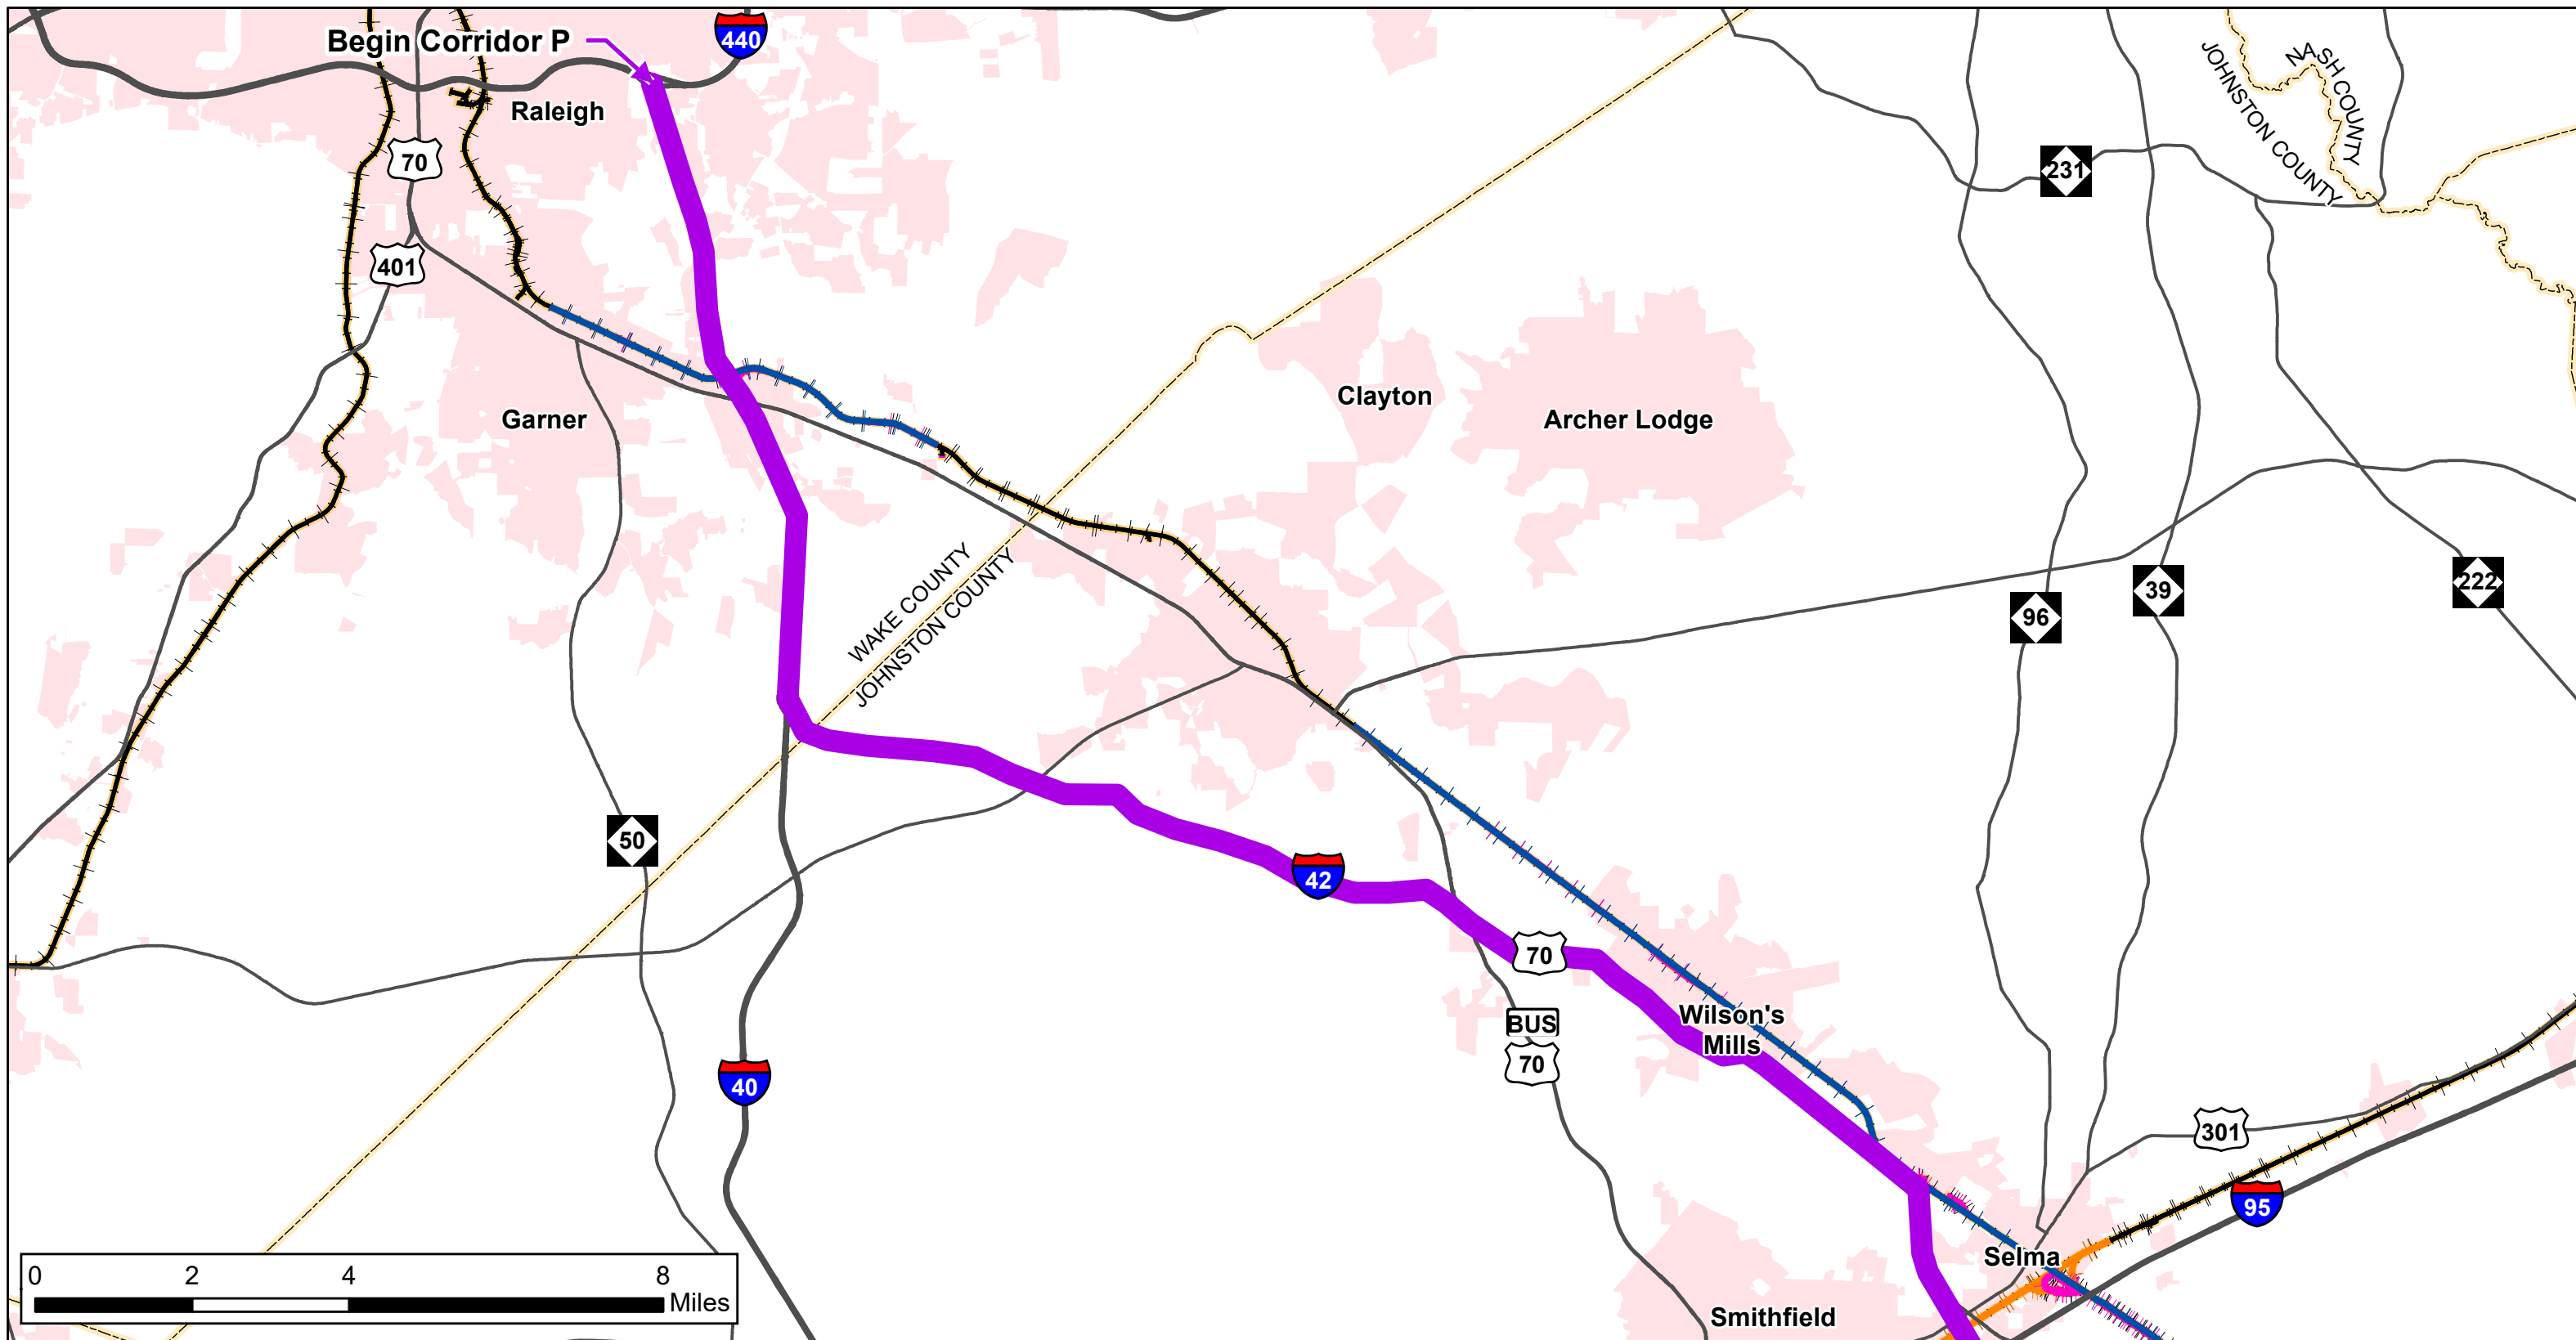 Begin Corridor P
440
Raleigh
70
401
231
NASH COUNTY
JOHNSTON COUNTY
Garner
Clayton
Archer Lodge
WAKE COUNTY
JOHNSTON COUNTY
96
39
222
50
42
70
BUS
70
Wilson's
Mills
40
301
95
Selma
Smithfield
0 2 4 8
Miles